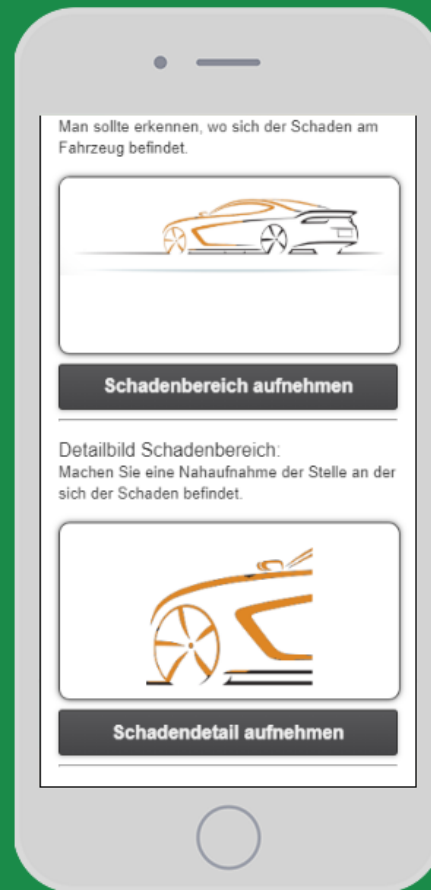 Man sollte erkennen, wo sich der Schaden am
Fahrzeug befindet.
Schadenbereich aufnehmen
Detailbild Schadenbereich:
Machen Sie eine Nahaufnahme der Stelle an der
sich der Schaden befindet.
Schadendetail aufnehmen